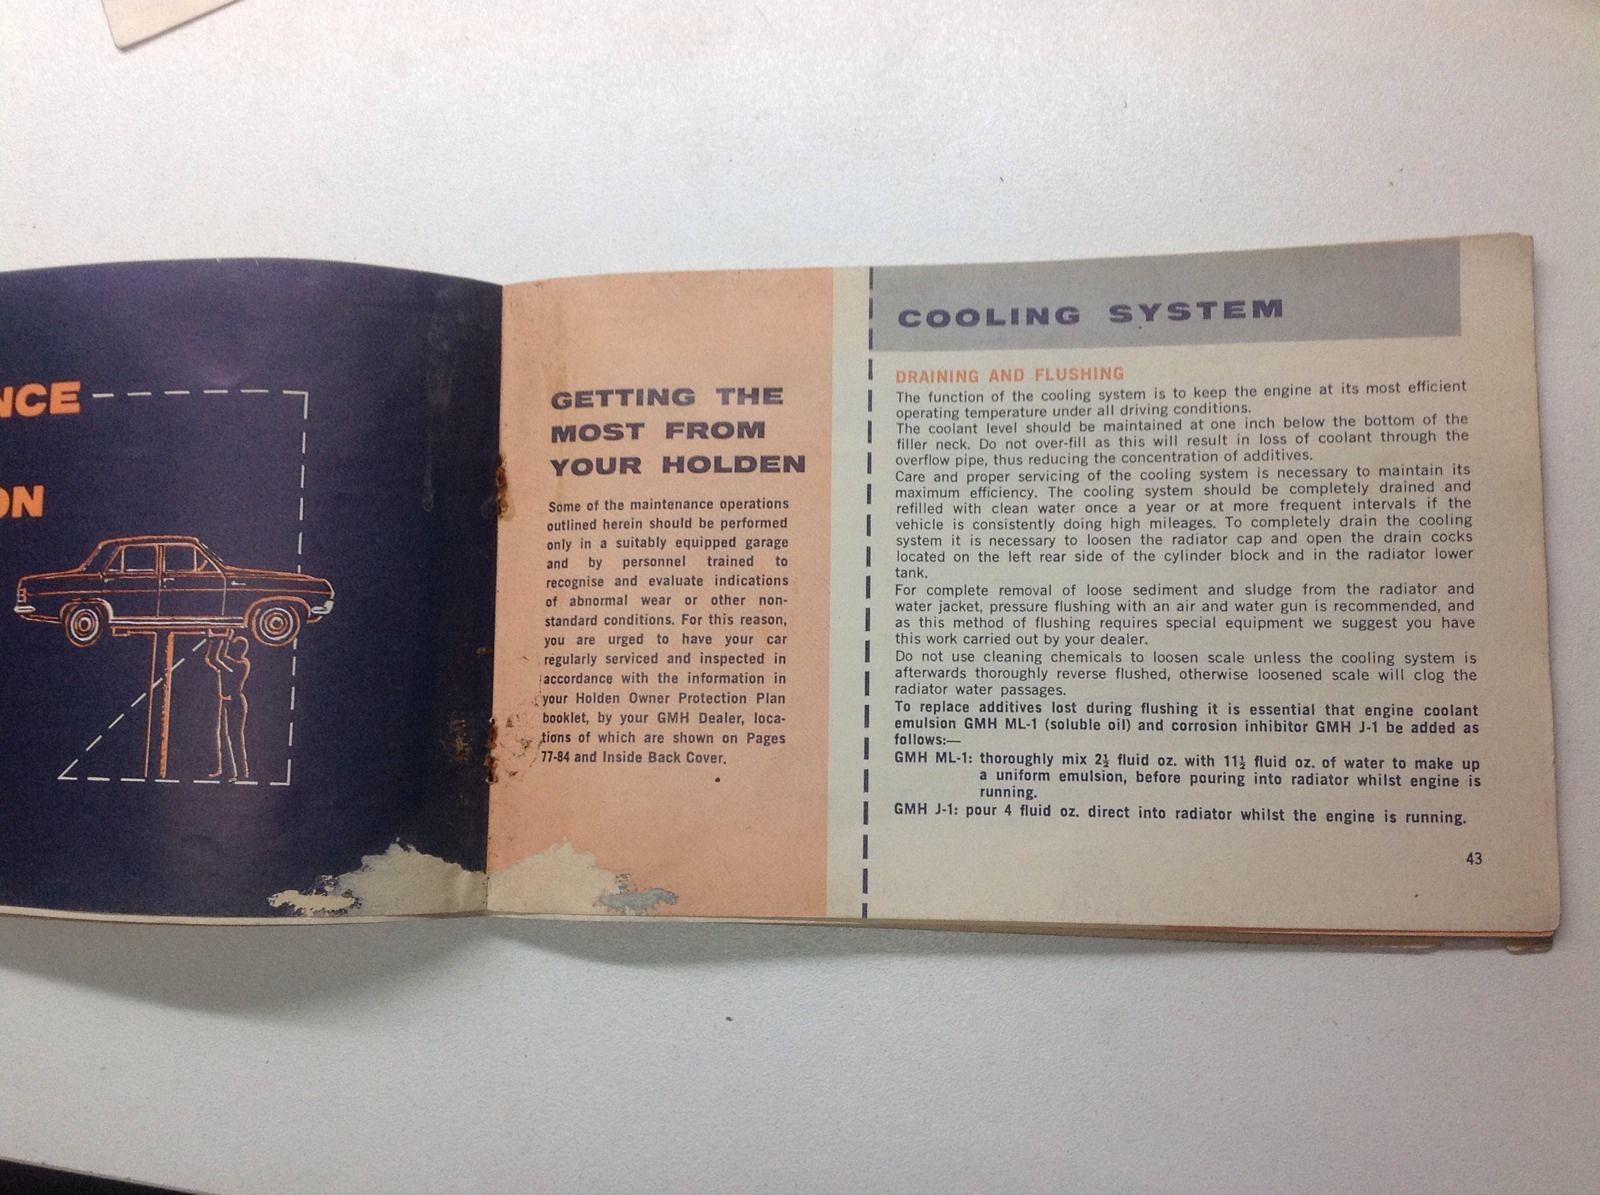 NCE
ON
GETTING THE
MOST FROM
YOUR HOLDEN
Some of the maintenance operations
outlined herein should be performed
only in a suitably equipped garage
and by personnel trained to
recognise and evaluate indications
of abnormal wear or other non-
standard conditions. For this reason,
you are urged to have your car
regularly serviced and inspected in
accordance with the information in
your Holden Owner Protection Plan
booklet, by your GMH Dealer, loca-
tions of which are shown on Pages
77-84 and Inside Back Cover.
COOLING SYSTEM
DRAINING AND FLUSHING
The function of the cooling system is to keep the engine at its most efficient
operating temperature under all driving conditions.
The coolant level should be maintained at one inch below the bottom of the
filler neck. Do not over-fill as this will result in loss of coolant through the
overflow pipe, thus reducing the concentration of additives.
Care and proper servicing of the cooling system is necessary to maintain its
maximum efficiency. The cooling system should be completely drained and
refilled with clean water once a year or at more frequent intervals if the
vehicle is consistently doing high mileages. To completely drain the cooling
system it is necessary to loosen the radiator cap and open the drain cocks
located on the left rear side of the cylinder block and in the radiator lower
tank.
For complete removal of loose sediment and sludge from the radiator and
water jacket, pressure flushing with an air and water gun is recommended, and
as this method of flushing requires special equipment we suggest you have
this work carried out by your dealer.
Do not use cleaning chemicals to loosen scale unless the cooling system is
afterwards thoroughly reverse flushed, otherwise loosened scale will clog the
radiator water passages.
To replace additives lost during flushing it is essential that engine coolant
emulsion GMH ML-1 (soluble oil) and corrosion inhibitor GMH J-1 be added as
follows:—
GMH ML-1: thoroughly mix 2½ fluid oz. with 11½ fluid oz. of water to make up
a uniform emulsion, before pouring into radiator whilst engine is
running.
GMH J-1: pour 4 fluid oz. direct into radiator whilst the engine is running.
43